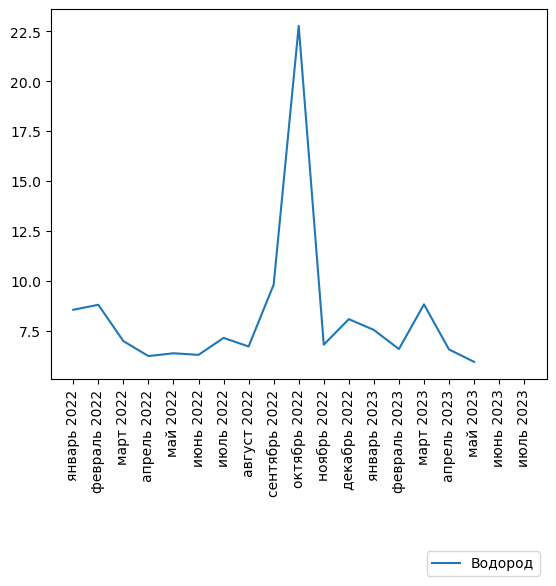 22.5
20.0
17.5
15.0
12.5
10.0
7.5
январь 2022
февраль 2022
март 2022
апрель 2022
май 2022
июнь 2022
июль 2022
август 2022
сентябрь 2022
октябрь 2022
ноябрь 2022
декабрь 2022
январь 2023
февраль 2023
март 2023
апрель 2023
май 2023
июнь 2023
июль 2023
Водород